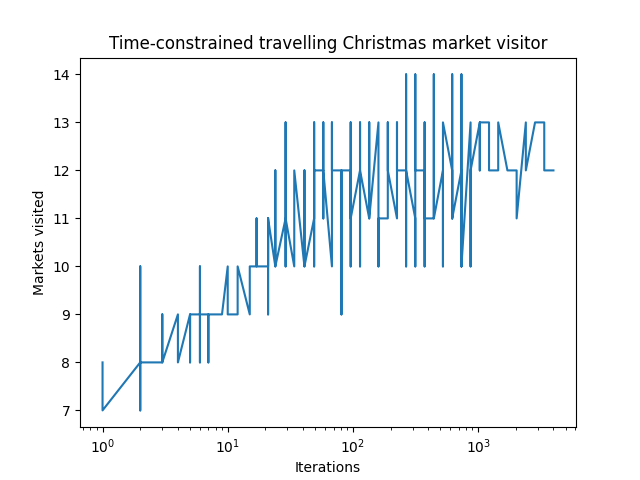 Time-constrained travelling Christmas market visitor
Markets visited
14
13
12
11
10
9
8
7
10⁰ 10¹ 10² 10³
Iterations